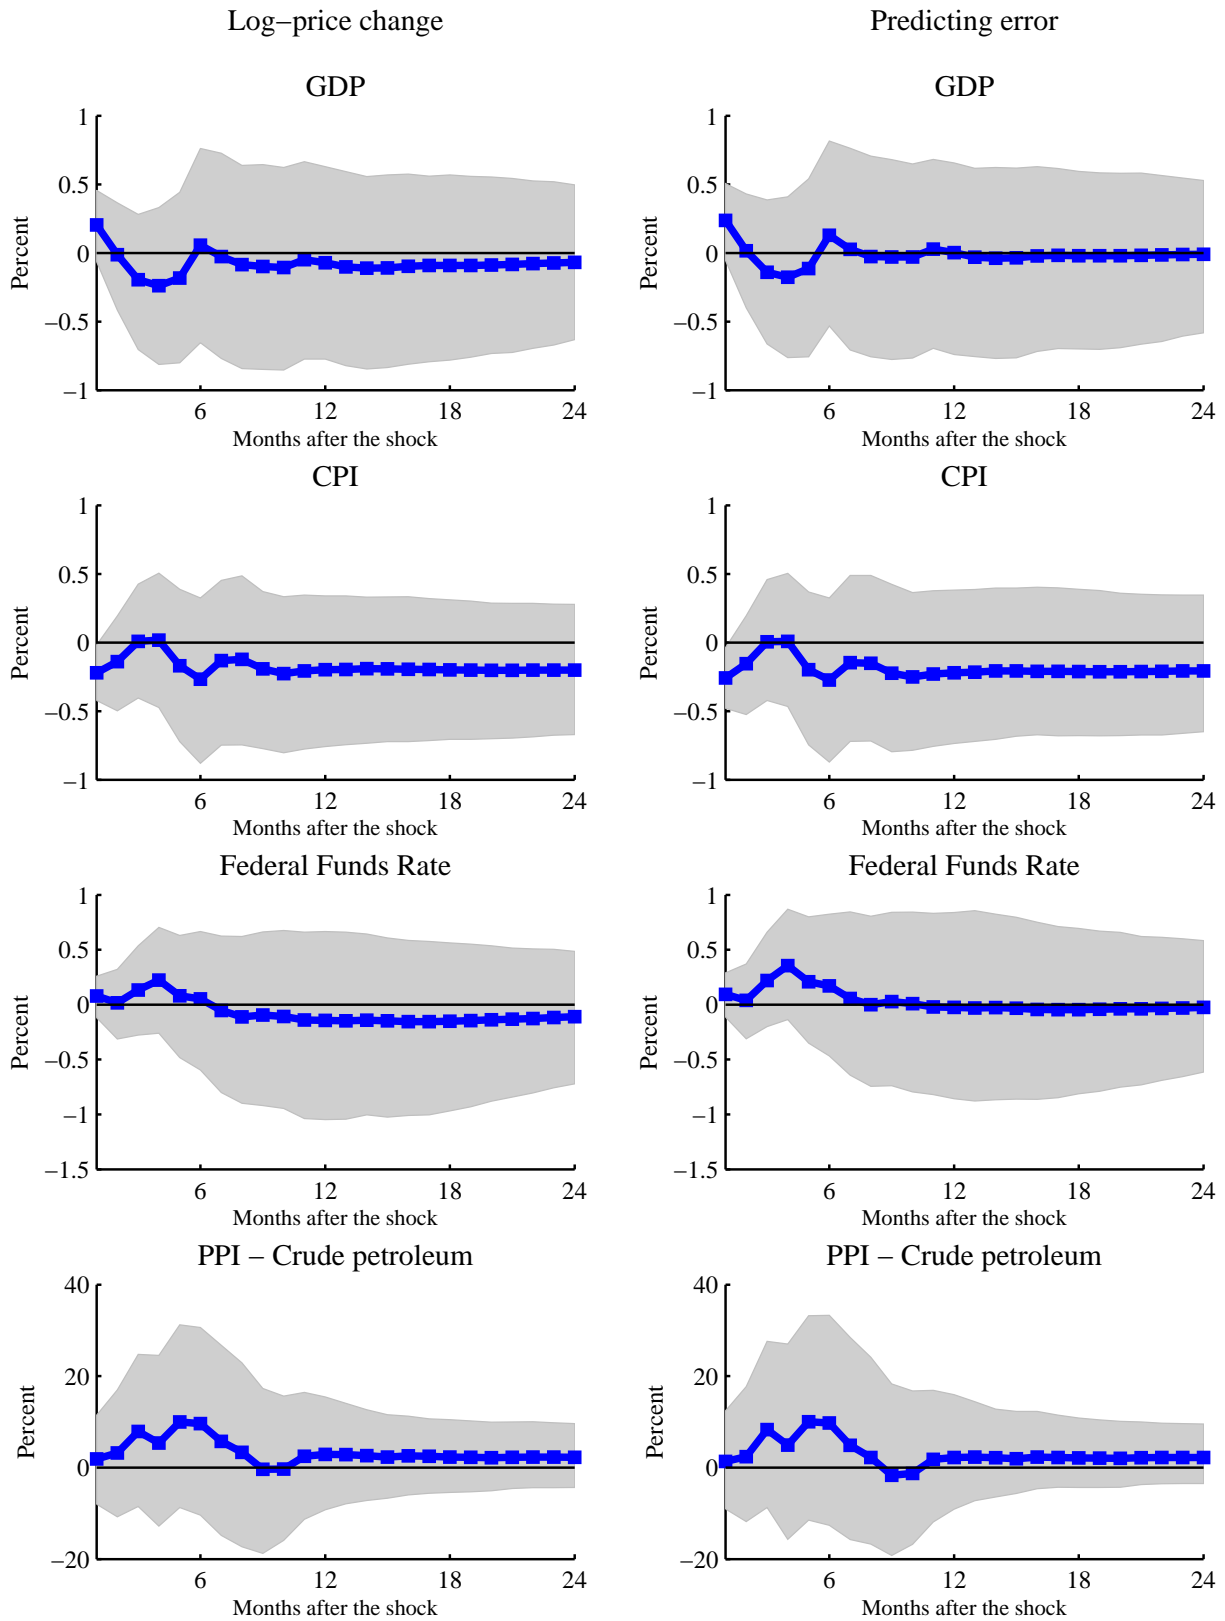 Log−price change
Predicting error
GDP
GDP
1
0.5
0
−0.5
−1
Percent
6
12
18
24
Months after the shock
1
0.5
0
−0.5
−1
Percent
6
12
18
24
Months after the shock
CPI
CPI
1
0.5
0
−0.5
−1
Percent
6
12
18
24
Months after the shock
1
0.5
0
−0.5
−1
Percent
6
12
18
24
Months after the shock
Federal Funds Rate
Federal Funds Rate
1
0.5
0
−0.5
−1
−1.5
Percent
6
12
18
24
Months after the shock
1
0.5
0
−0.5
−1
−1.5
Percent
6
12
18
24
Months after the shock
PPI − Crude petroleum
PPI − Crude petroleum
40
20
0
−20
Percent
6
12
18
24
Months after the shock
40
20
0
−20
Percent
6
12
18
24
Months after the shock